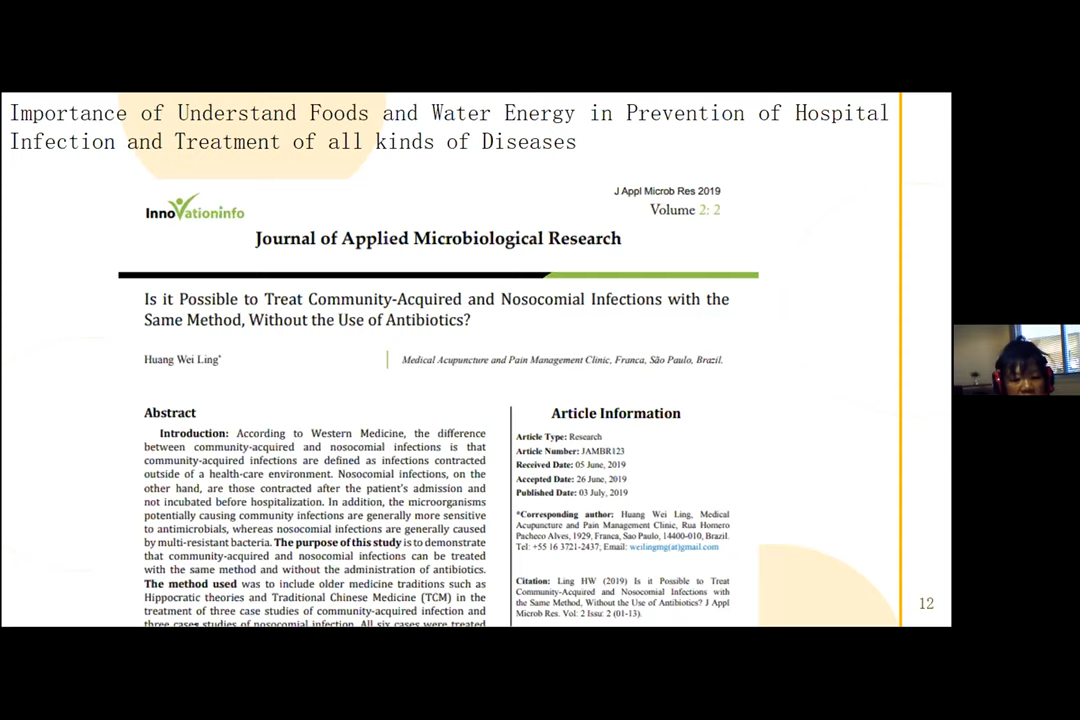 Importance of Understand Foods and Water Energy in Prevention of Hospital
Infection and Treatment of all kinds of Diseases
Innovationinfo
J Appl Microb Res 2019
Volume 2: 2
Journal of Applied Microbiological Research
Is it Possible to Treat Community-Acquired and Nosocomial Infections with the
Same Method, Without the Use of Antibiotics?
Huang Wei Ling*
Medical Acupuncture and Pain Management Clinic, Franca, São Paulo, Brazil.
Abstract
Introduction: According to Western Medicine, the difference
between community-acquired and nosocomial infections is that
community-acquired infections are defined as infections contracted
outside of a health-care environment. Nosocomial infections, on the
other hand, are those contracted after the patient's admission and
not incubated before hospitalization. In addition, the microorganisms
potentially causing community infections are generally more sensitive
to antimicrobials, whereas nosocomial infections are generally caused
by multi-resistant bacteria. The purpose of this study is to demonstrate
that community-acquired and nosocomial infections can be treated
with the same method and without the administration of antibiotics.
The method used was to include older medicine traditions such as
Hippocratic theories and Traditional Chinese Medicine (TCM) in the
treatment of three case studies of community-acquired infection and
three cases studies of nosocomial infection. All six cases were treated
Article Information
Article Type: Research
Article Number: JAMBR123
Received Date: 05 June, 2019
Accepted Date: 26 June, 2019
Published Date: 03 July, 2019
*Corresponding author: Huang Wei Ling, Medical
Acupuncture and Pain Management Clinic, Rua Homero
Pacheco Alves, 1929, Franca, Sao Paulo, 14400-010, Brazil.
Tel: +55 16 3721-2437; Email: weilingmg(at)gmail.com
Citation: Ling HW (2019) Is it Possible to Treat
Community-Acquired and Nosocomial Infections with
the Same Method, Without the Use of Antibiotics? J Appl
Microb Res. Vol: 2 Issu: 2 (01-13).
12